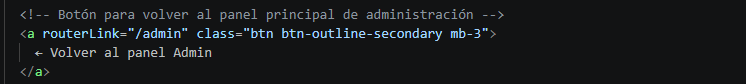 <!-- Botón para volver al panel principal de administración -->
<a routerLink="/admin" class="btn btn-outline-secondary mb-3">
← Volver al panel Admin
</a>